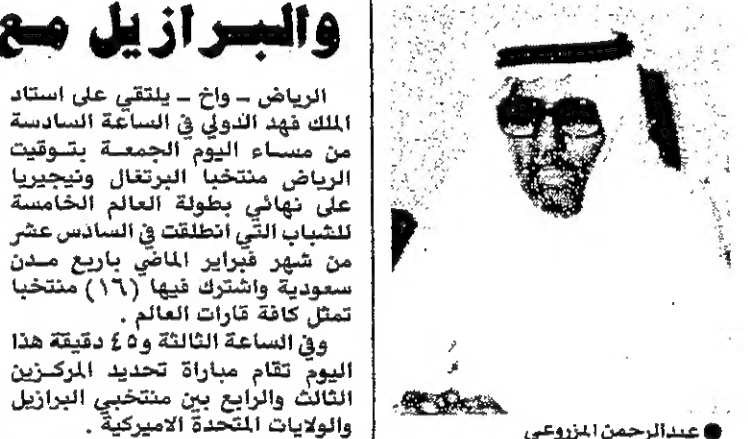 والبرازيل مع
الرياض ـ واخ ـ يلتقي على استاد
الملك فهد الدولي في الساعة السادسة
من مساء اليوم الجمعة بتوقيت
الرياض منتخبا البرتغال ونيجيريا
على نهائي بطولة العالم الخامسة
للشباب التي انطلقت في السادس عشر
من شهر فبراير الماضي باربع مدن
سعودية واشترك فيها (١٦) منتخبا
تمثل كافة قارات العالم .
وفي الساعة الثالثة و٤٥ دقيقة هذا
اليوم تقام مباراة تحديد المركزين
الثالث والرابع بين منتخبي البرازيل
والولايات المتحدة الاميركية .
● عبدالرحمن المزروعي